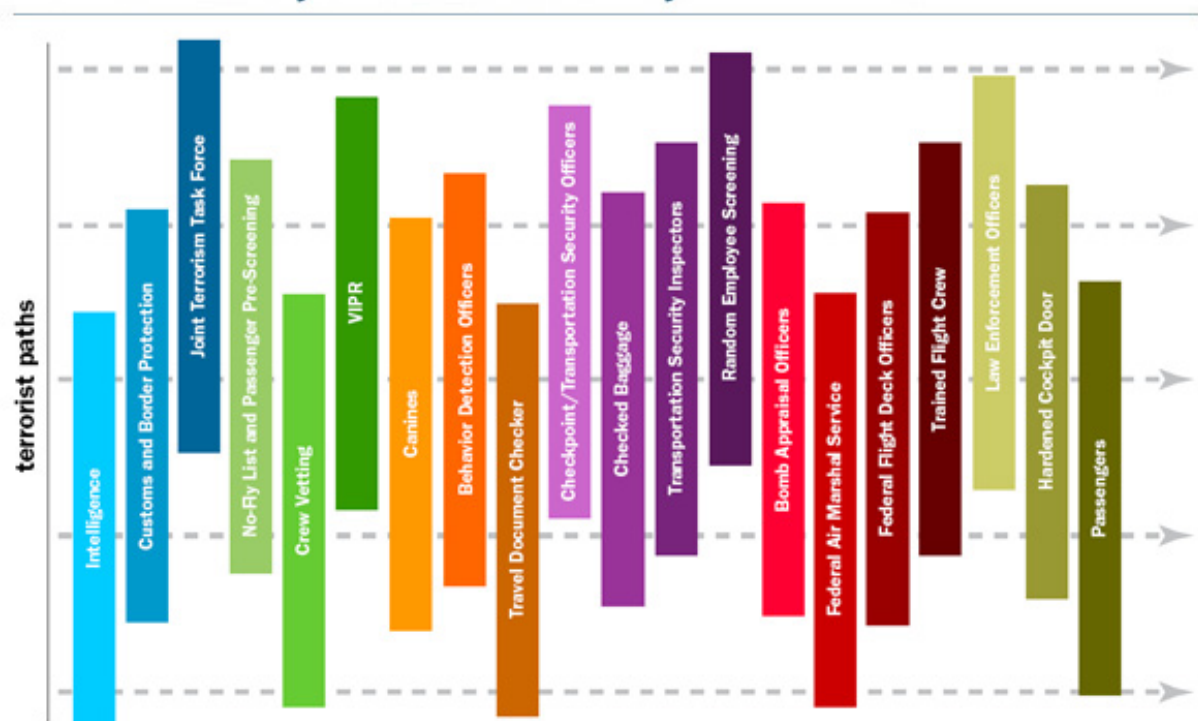 terrorist paths
Intelligence
Customs and Border Protection
Joint Terrorism Task Force
No-Fly List and Passenger Pre-Screening
Crew Vetting
VIPR
Canines
Behavior Detection Officers
Travel Document Checker
Checkpoint/Transportation Security Officers
Checked Baggage
Transportation Security Inspectors
Random Employee Screening
Bomb Appraisal Officers
Federal Air Marshal Service
Federal Flight Deck Officers
Trained Flight Crew
Law Enforcement Officers
Hardened Cockpit Door
Passengers